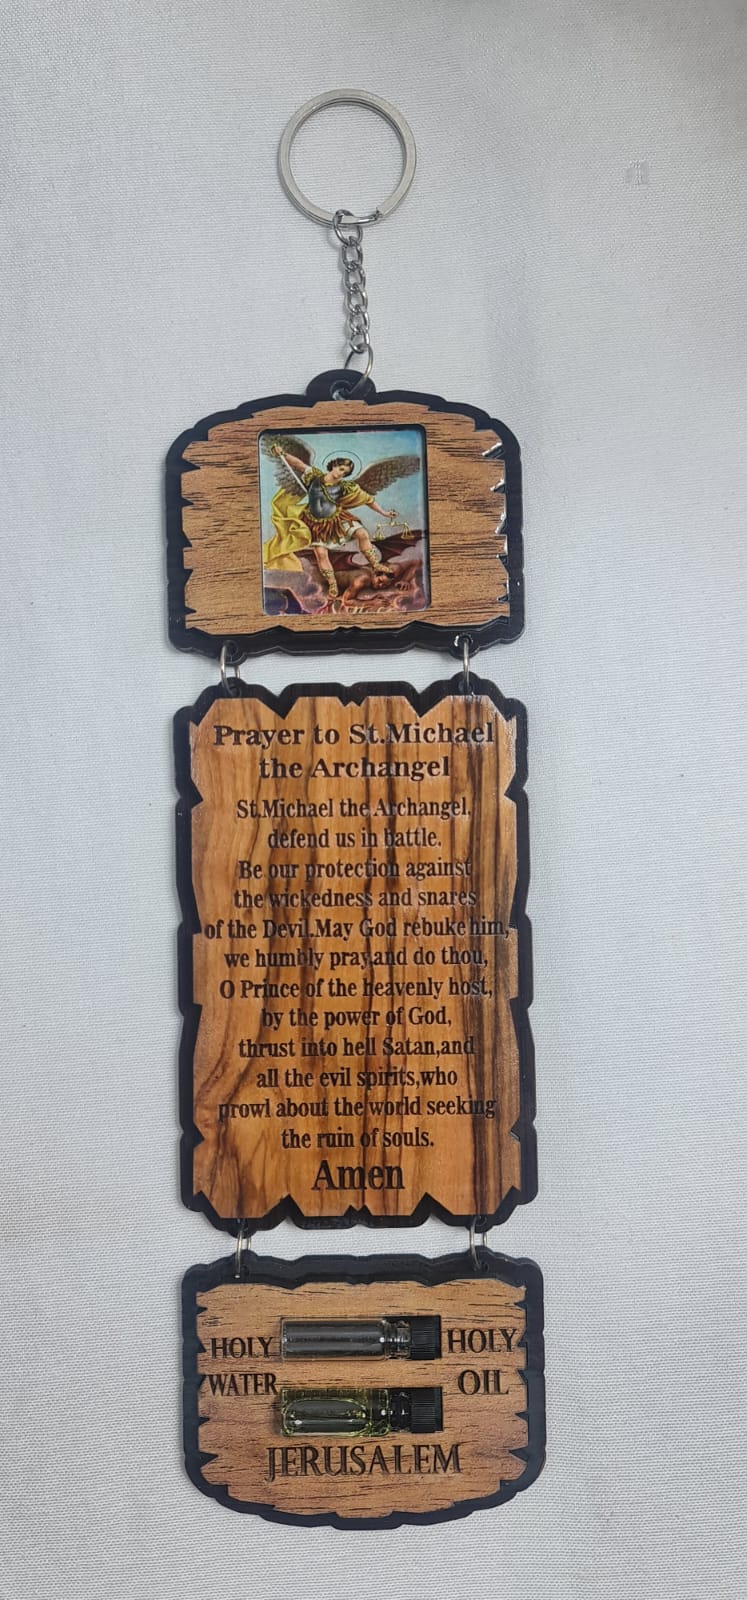 Prayer to St.Michael
the Archangel
St.Michael the Archangel,
defend us in battle.
Be our protection against
the wickedness and snares
of the Devil.May God rebuke him,
we humbly pray,and do thou,
O Prince of the heavenly host,
by the power of God,
thrust into hell Satan,and
all the evil spirits,who
prowl about the world seeking
the ruin of souls.
Amen
HOLY HOLY
WATER OIL
JERUSALEM